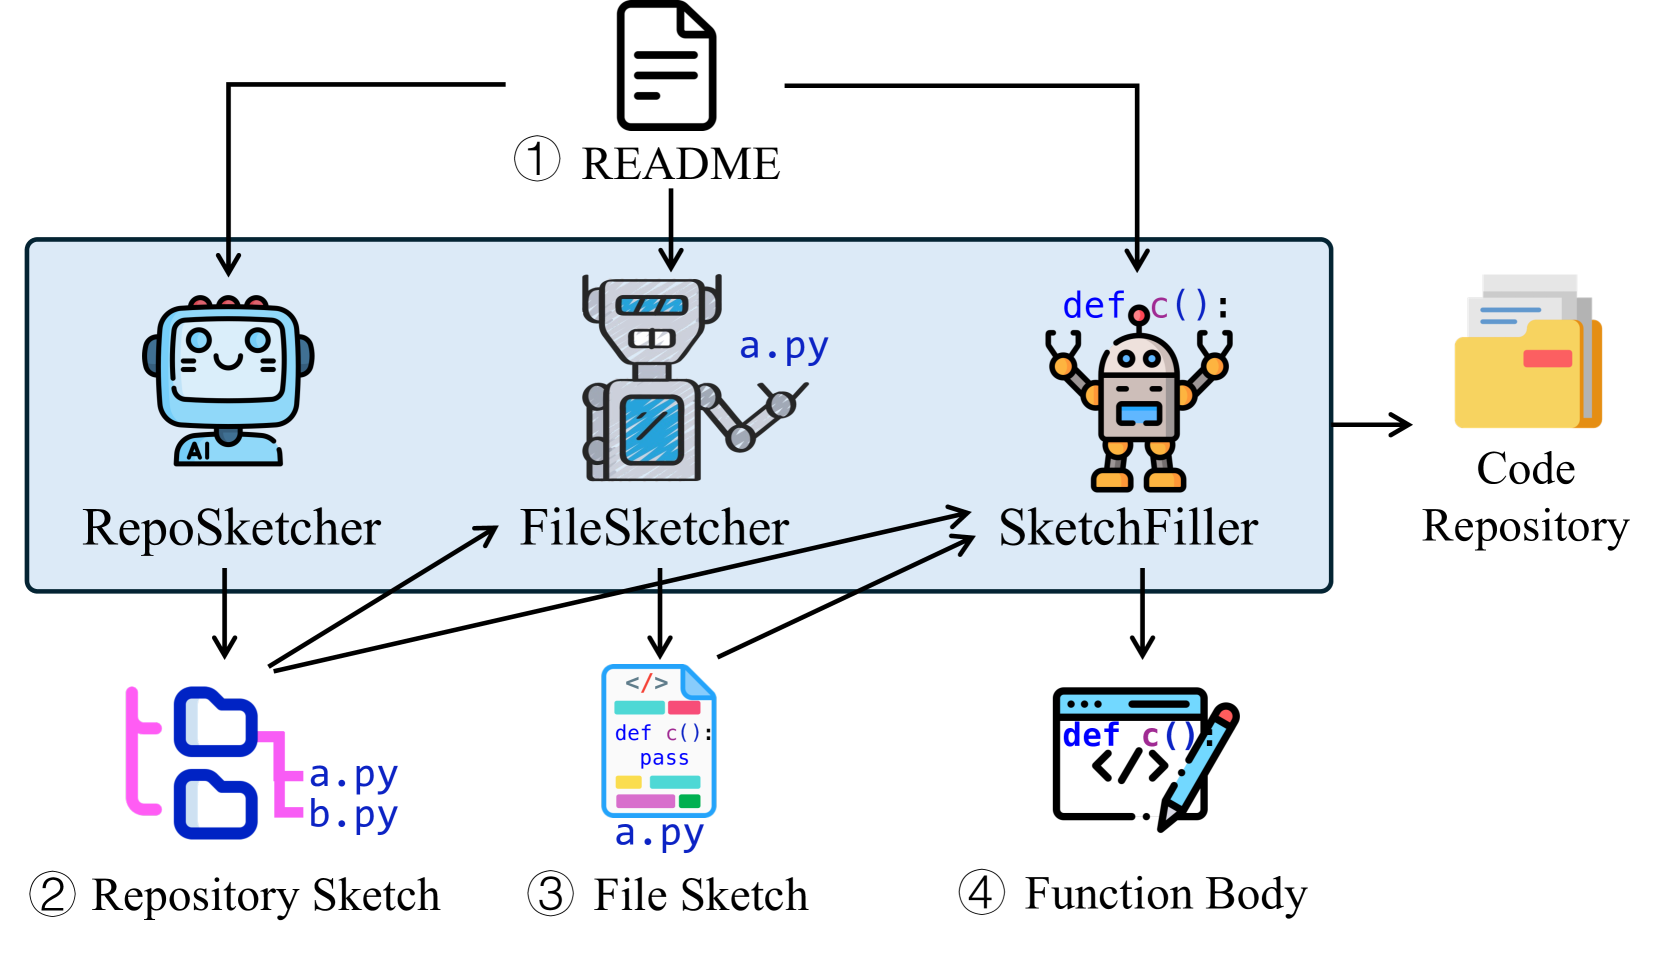 ① README
def c():
a.py
AI
RepoSketcher
FileSketcher
SketchFiller
Code
Repository
a.py
b.py
</>
def c():
pass
a.py
def c():
</>
② Repository Sketch
③ File Sketch
④ Function Body